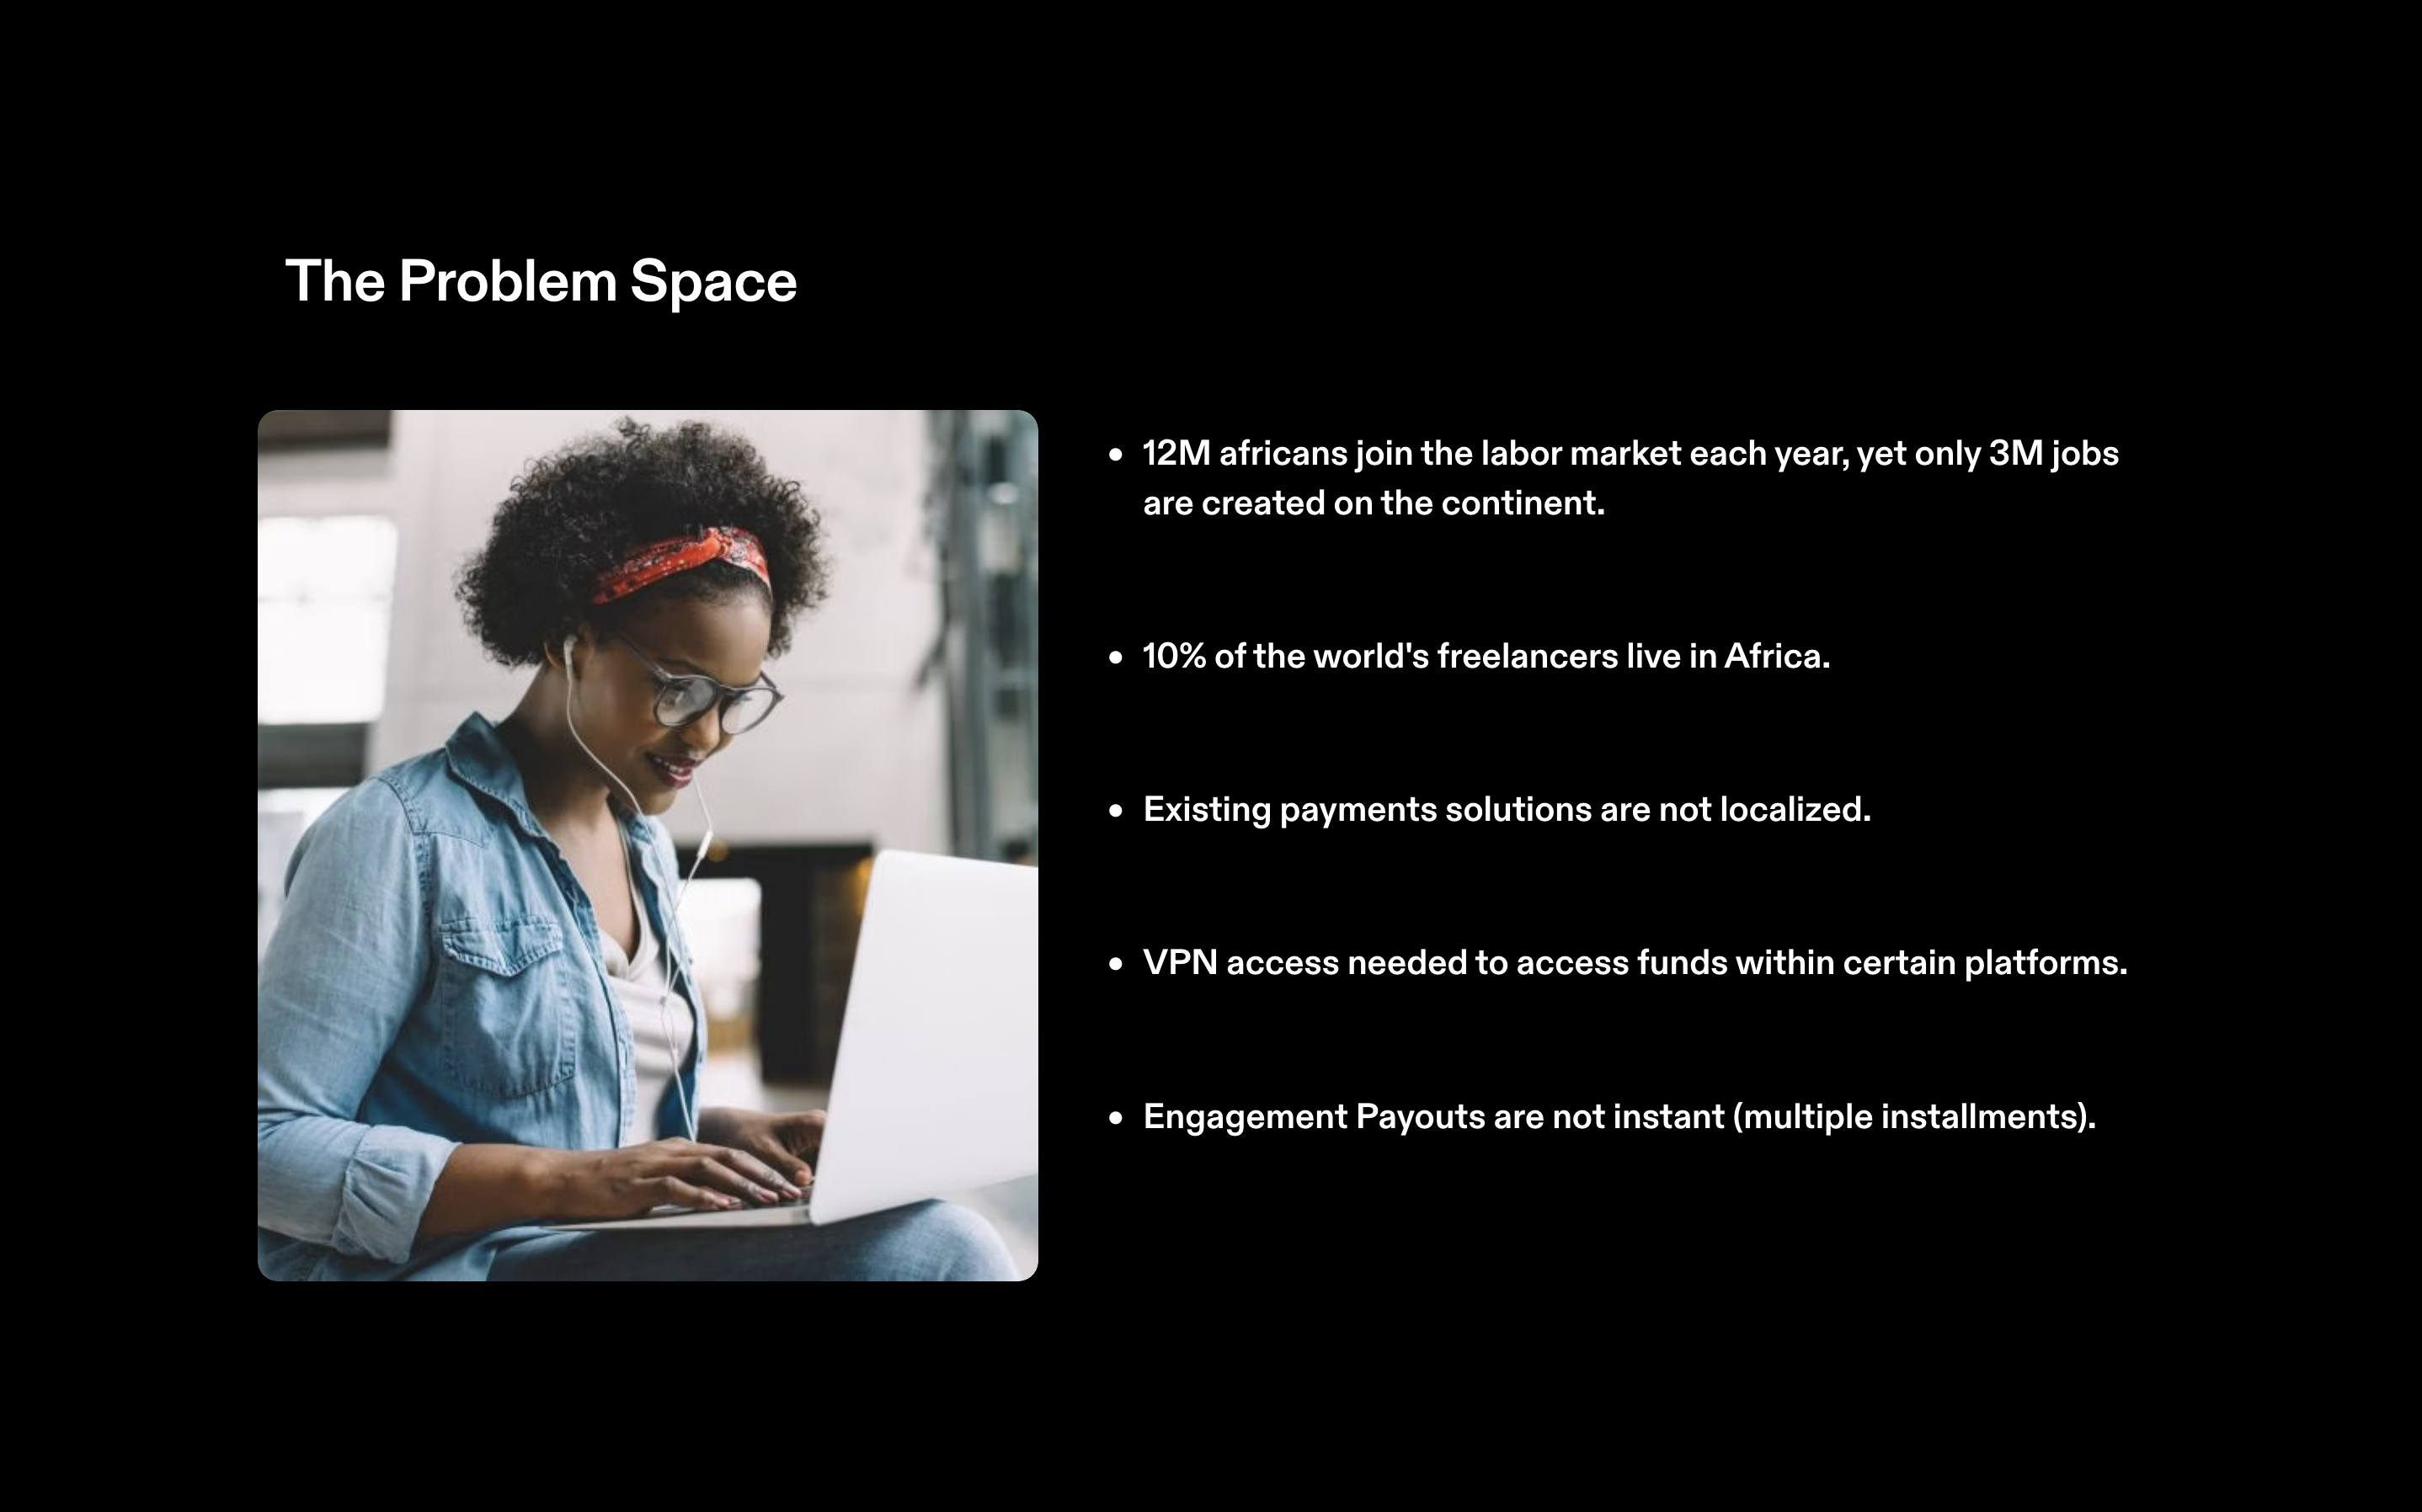 The Problem Space
• 12M africans join the labor market each year, yet only 3M jobs
are created on the continent.
• 10% of the world's freelancers live in Africa.
• Existing payments solutions are not localized.
• VPN access needed to access funds within certain platforms.
• Engagement Payouts are not instant (multiple installments).